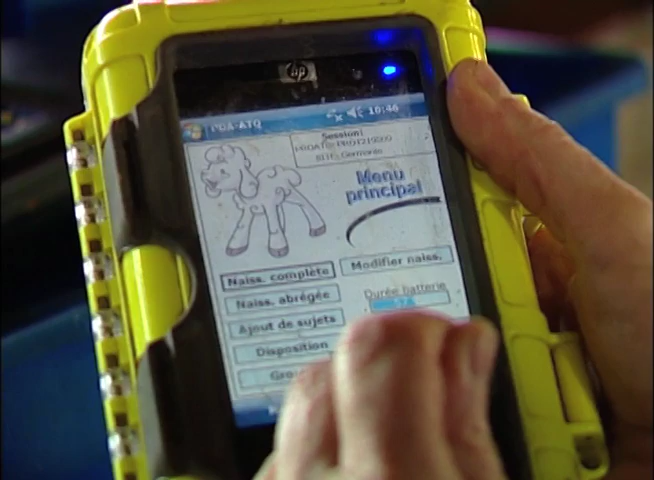 hp
PDA-ATQ 10:46
Session:
Menu
principal
Naiss. complète
Modifier naiss.
Naiss. abrégée
Durée batterie
Ajout de sujets
Disposition